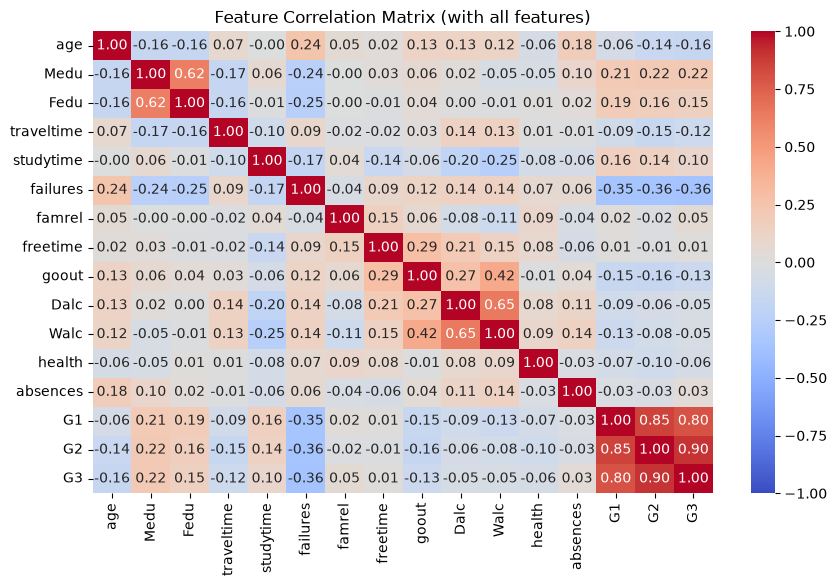 Feature Correlation Matrix (with all features)
age 1.00 -0.16 -0.16 0.07 -0.00 0.24 0.05 0.02 0.13 0.13 0.12 -0.06 0.18 -0.06 -0.14 -0.16
Medu -0.16 1.00 0.62 -0.17 0.06 -0.24 -0.00 0.03 0.06 0.02 -0.05 -0.05 0.10 0.21 0.22 0.22
Fedu -0.16 0.62 1.00 -0.16 -0.01 -0.25 -0.00 -0.01 0.04 0.00 -0.01 0.01 0.02 0.19 0.16 0.15
traveltime 0.07 -0.17 -0.16 1.00 -0.10 0.09 -0.02 -0.02 0.03 0.14 0.13 0.01 -0.01 -0.09 -0.15 -0.12
studytime -0.00 0.06 -0.01 -0.10 1.00 -0.17 0.04 -0.14 -0.06 -0.20 -0.25 -0.08 -0.06 0.16 0.14 0.10
failures 0.24 -0.24 -0.25 0.09 -0.17 1.00 -0.04 0.09 0.12 0.14 0.14 0.07 0.06 -0.35 -0.36 -0.36
famrel 0.05 -0.00 -0.00 -0.02 0.04 -0.04 1.00 0.15 0.06 -0.08 -0.11 0.09 -0.04 0.02 -0.02 0.05
freetime 0.02 0.03 -0.01 -0.02 -0.14 0.09 0.15 1.00 0.29 0.21 0.15 0.08 -0.06 0.01 -0.01 0.01
goout 0.13 0.06 0.04 0.03 -0.06 0.12 0.06 0.29 1.00 0.27 0.42 -0.01 0.04 -0.15 -0.16 -0.13
Dalc 0.13 0.02 0.00 0.14 -0.20 0.14 -0.08 0.21 0.27 1.00 0.65 0.08 0.11 -0.09 -0.06 -0.05
Walc 0.12 -0.05 -0.01 0.13 -0.25 0.14 -0.11 0.15 0.42 0.65 1.00 0.09 0.14 -0.13 -0.08 -0.05
health -0.06 -0.05 0.01 0.01 -0.08 0.07 0.09 0.08 -0.01 0.08 0.09 1.00 -0.03 -0.07 -0.10 -0.06
absences 0.18 0.10 0.02 -0.01 -0.06 0.06 -0.04 -0.06 0.04 0.11 0.14 -0.03 1.00 -0.03 -0.03 0.03
G1 -0.06 0.21 0.19 -0.09 0.16 -0.35 0.02 0.01 -0.15 -0.09 -0.13 -0.07 -0.03 1.00 0.85 0.80
G2 -0.14 0.22 0.16 -0.15 0.14 -0.36 -0.02 -0.01 -0.16 -0.06 -0.08 -0.10 -0.03 0.85 1.00 0.90
G3 -0.16 0.22 0.15 -0.12 0.10 -0.36 0.05 0.01 -0.13 -0.05 -0.05 -0.06 0.03 0.80 0.90 1.00
age Medu Fedu traveltime studytime failures famrel freetime goout Dalc Walc health absences G1 G2 G3
1.00
0.75
0.50
0.25
0.00
−0.25
−0.50
−0.75
−1.00